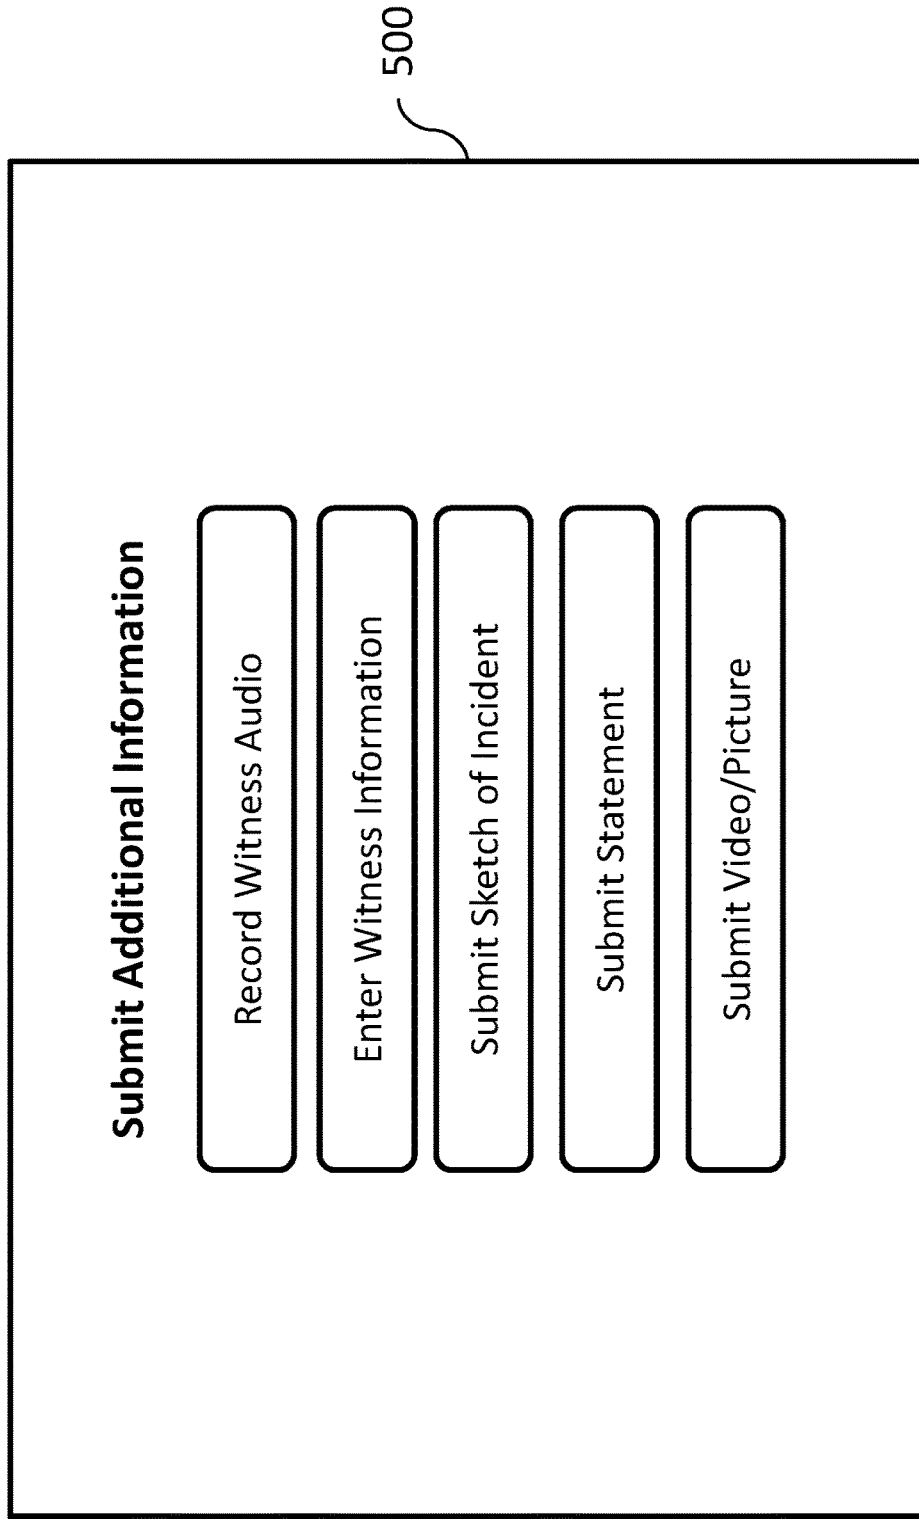 500
Submit Additional Information
Record Witness Audio
Enter Witness Information
Submit Sketch of Incident
Submit Statement
Submit Video/Picture